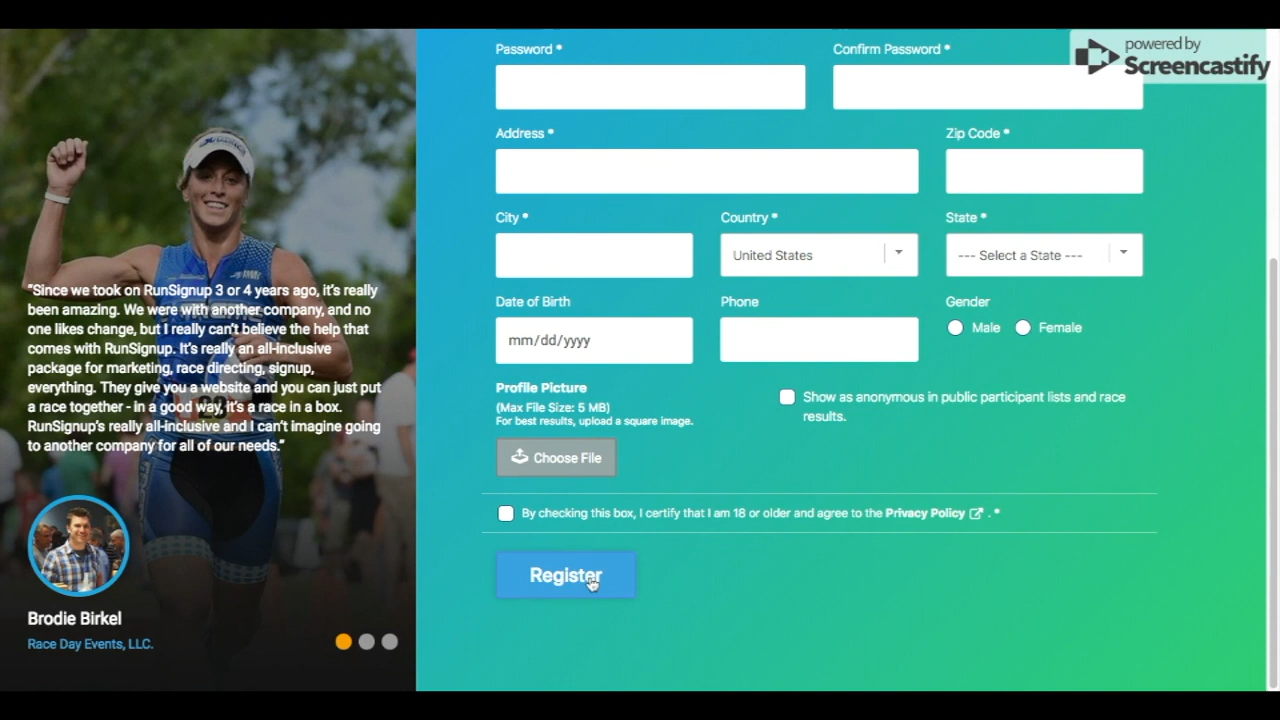 powered by
Screencastify
Password *
Confirm Password *
Address *
Zip Code *
City *
Country *
State *
United States
--- Select a State ---
Date of Birth
Phone
Gender
mm/dd/yyyy
Male
Female
Profile Picture
(Max File Size: 5 MB)
For best results, upload a square image.
Show as anonymous in public participant lists and race
results.
Choose File
By checking this box, I certify that I am 18 or older and agree to the Privacy Policy . *
Register
“Since we took on RunSignup 3 or 4 years ago, it’s really
been amazing. We were with another company, and no
one likes change, but I really can’t believe the help that
comes with RunSignup. It’s really an all-inclusive
package for marketing, race directing, signup,
everything. They give you a website and you can just put
a race together - in a good way, it’s a race in a box.
RunSignup’s really all-inclusive and I can’t imagine going
to another company for all of our needs.”
Brodie Birkel
Race Day Events, LLC.